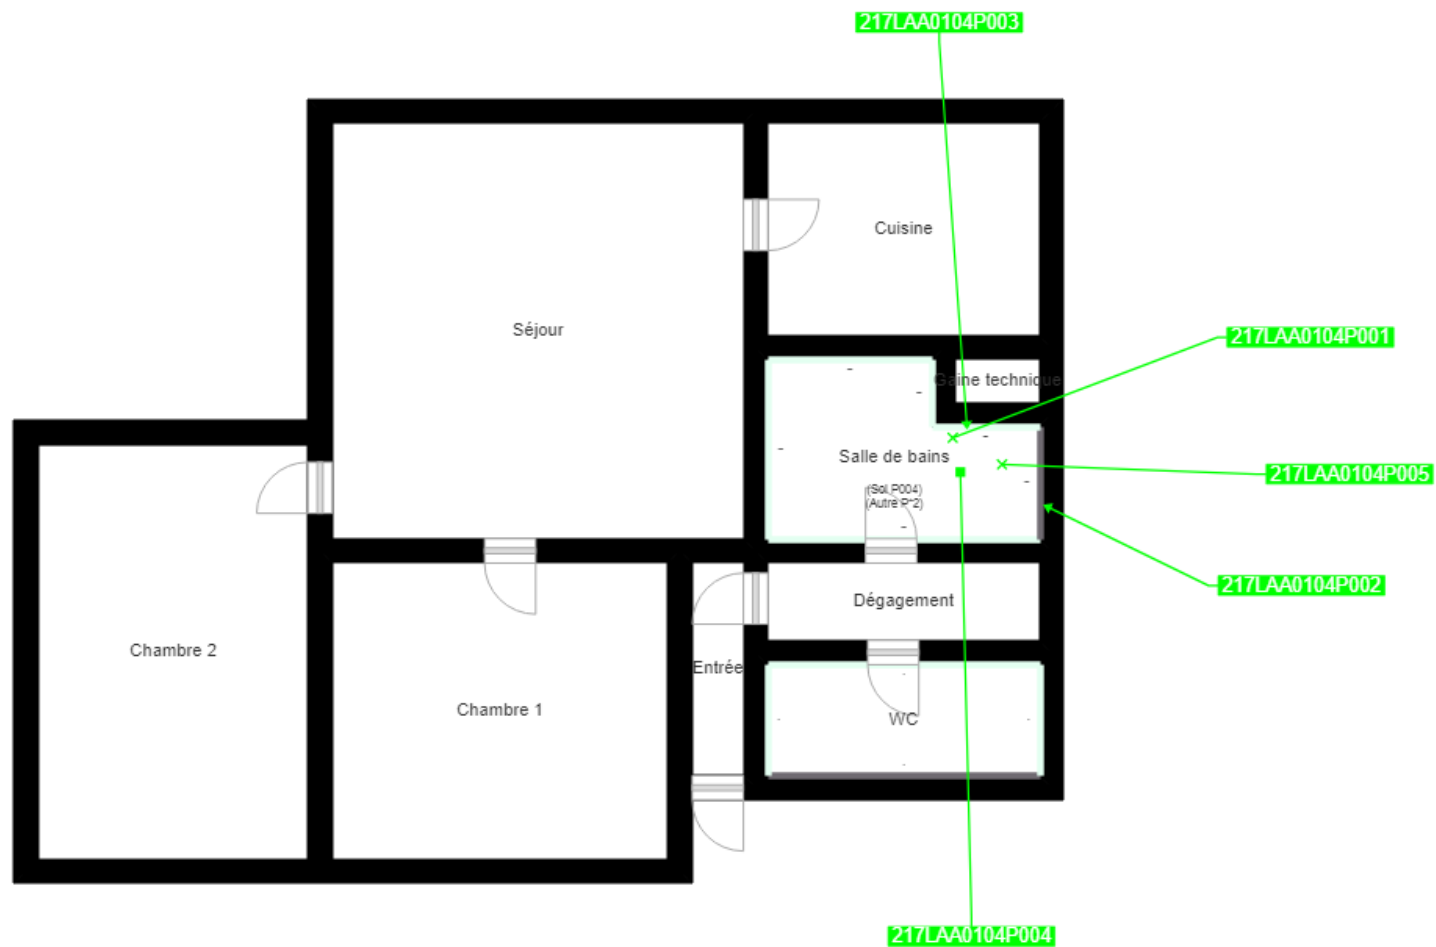 217LAA0104P003
Cuisine
Séjour
217LAA0104P001
Gaine technique
Salle de bains
217LAA0104P005
(Sol P004)
(Autre P*2)
217LAA0104P002
Dégagement
Chambre 2
Entrée
Chambre 1
WC
217LAA0104P004